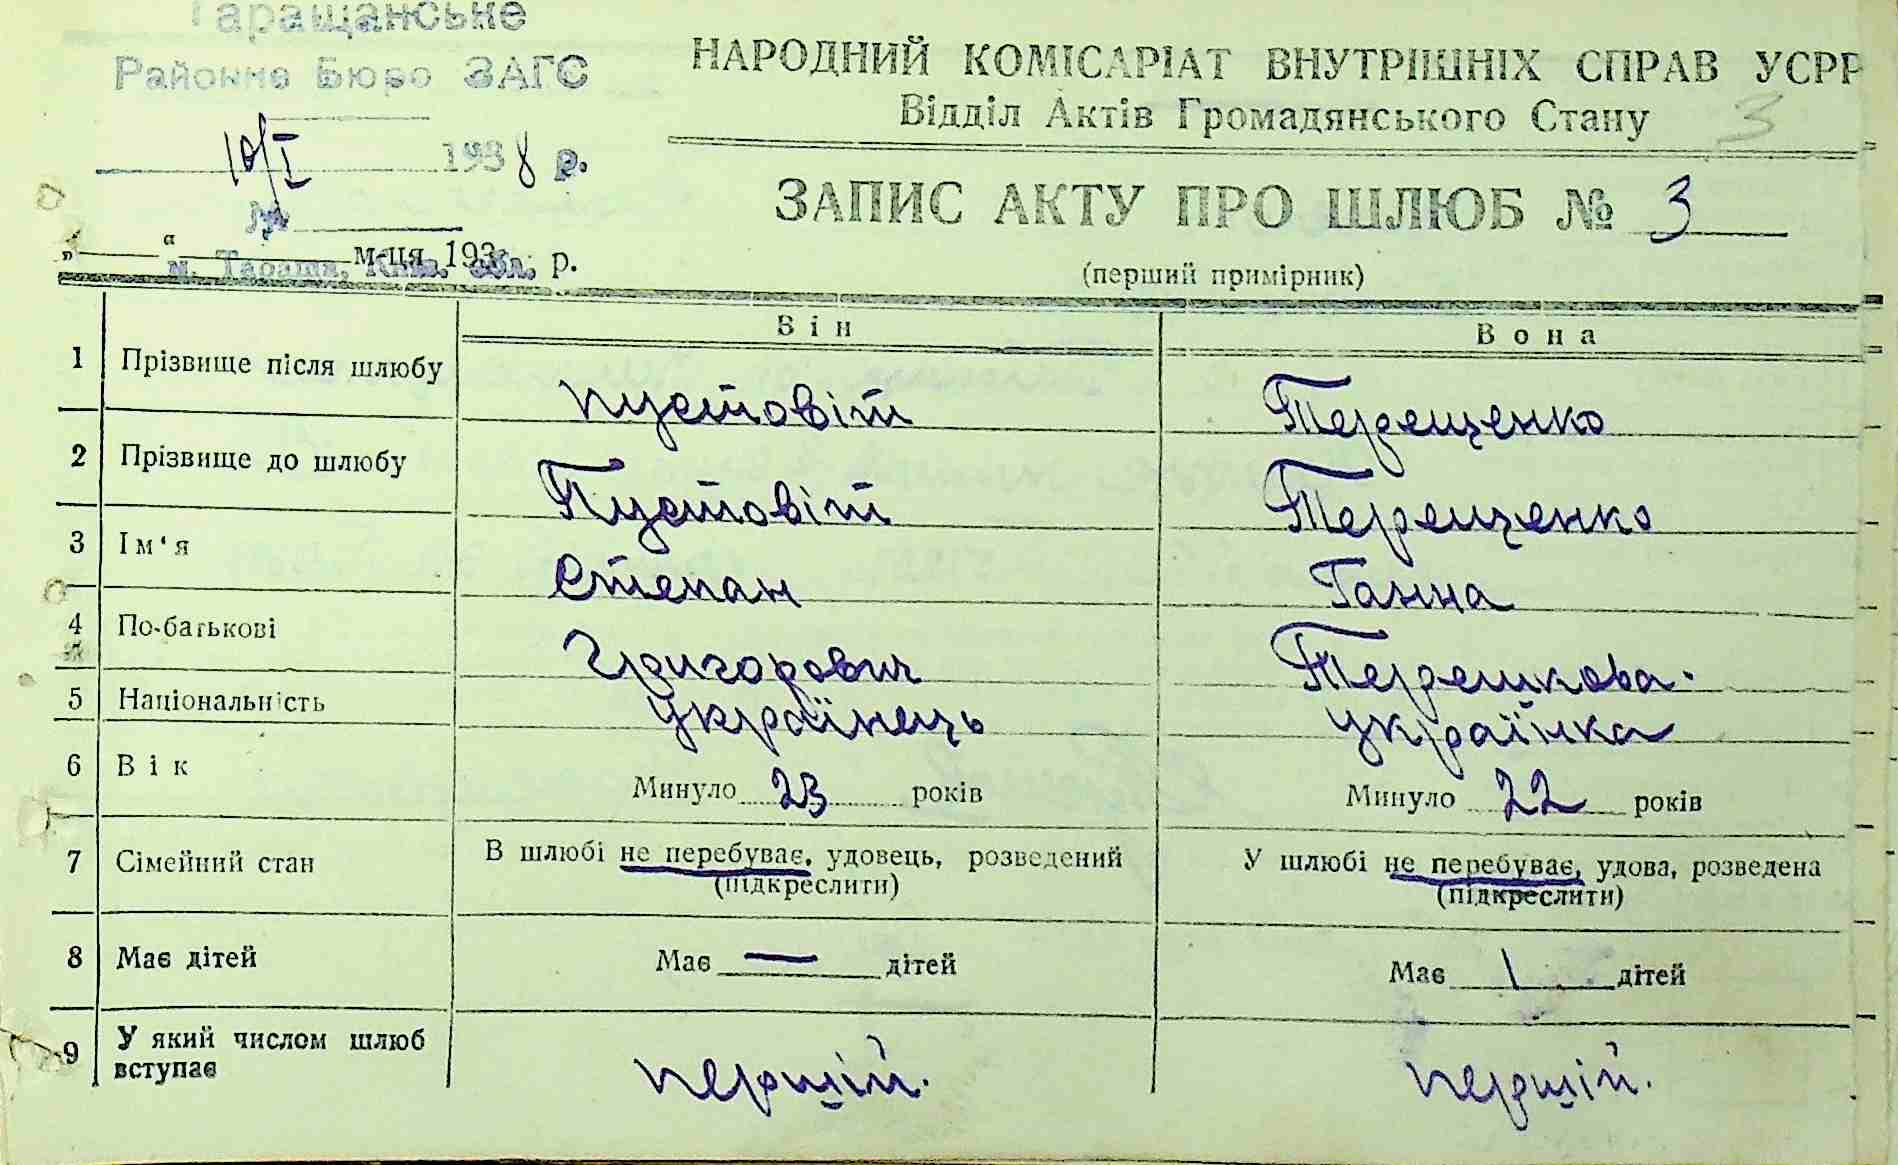 Таращанське
Районне Бюро ЗАГС
10/I 1938 р.
№
м. Тараща, Київ. обл.
„ “ м-ця 193 р.
НАРОДНИЙ КОМІСАРІАТ ВНУТРІШНІХ СПРАВ УСРР
Відділ Актів Громадянського Стану 3
ЗАПИС АКТУ ПРО ШЛЮБ № 3
(перший примірник)
Він Вона
1 Прізвище після шлюбу пустовіт Терещенко
2 Прізвище до шлюбу Пустовіт Терещенко
3 Ім‘я Степан Ганна
4 По-батькові Григорович Терешкова.
5 Національність українець українка
6 Вік Минуло 23 років Минуло 22 років
7 Сімейний стан В шлюбі не перебуває, удовець, розведений У шлюбі не перебуває, удова, розведена
(підкреслити) (підкреслити)
8 Має дітей Має — дітей Має \ дітей
9 У який числом шлюб
вступає першій. першій.